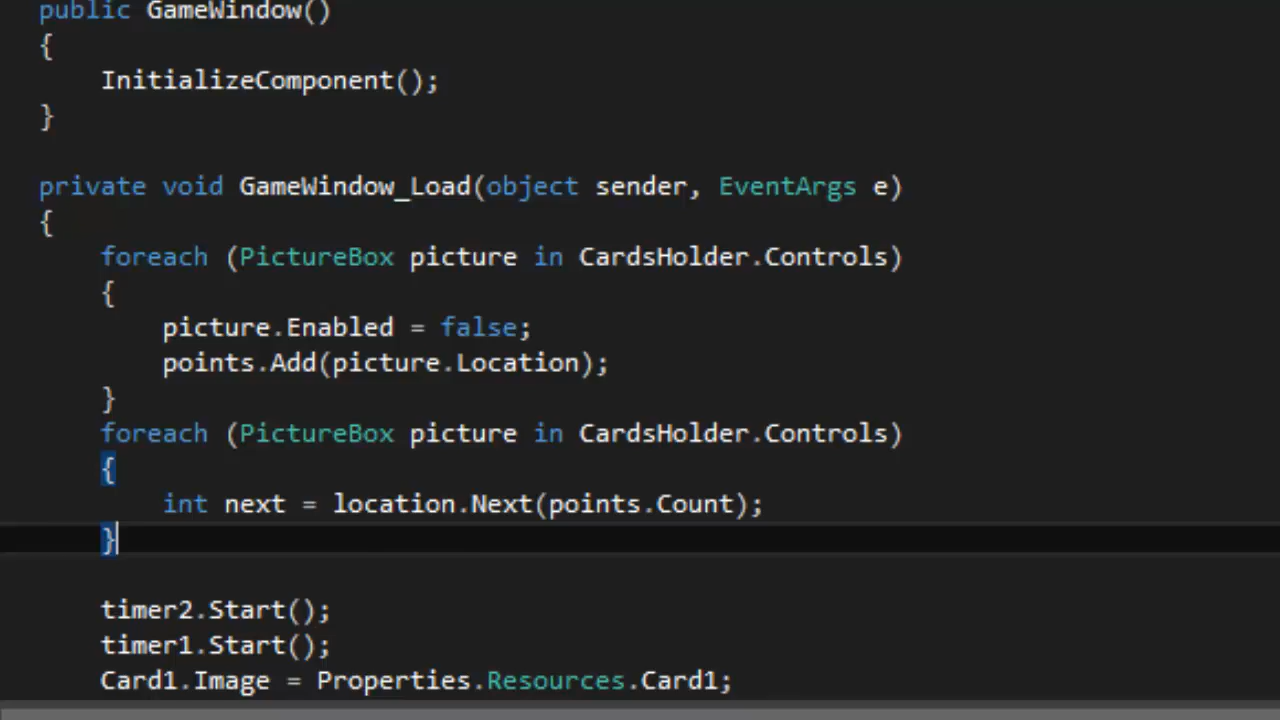 public GameWindow()
{
InitializeComponent();
}
private void GameWindow_Load(object sender, EventArgs e)
{
foreach (PictureBox picture in CardsHolder.Controls)
{
picture.Enabled = false;
points.Add(picture.Location);
}
foreach (PictureBox picture in CardsHolder.Controls)
{
int next = location.Next(points.Count);
}
timer2.Start();
timer1.Start();
Card1.Image = Properties.Resources.Card1;